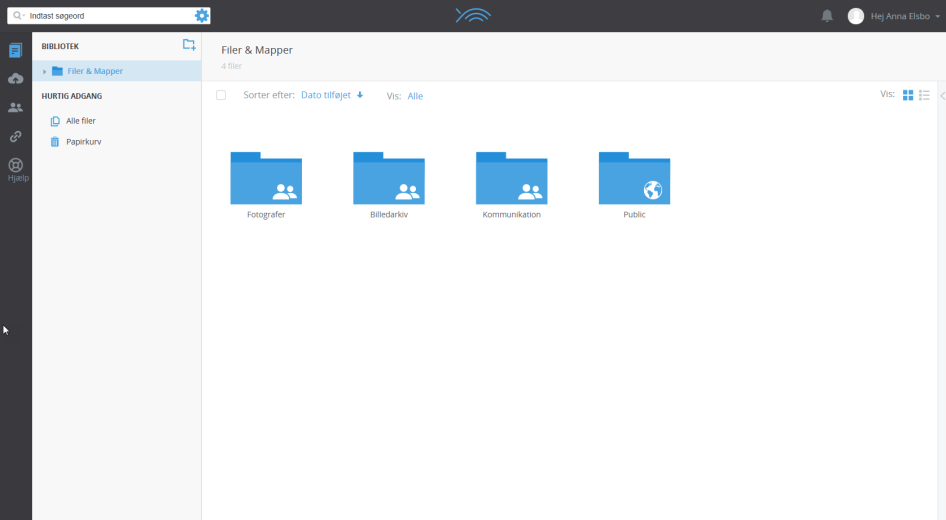 Indtast søgeord
Hej Anna Elsbo
BIBLIOTEK
Filer & Mapper
HURTIG ADGANG
Alle filer
Papirkurv
Hjælp
Filer & Mapper
4 filer
Sorter efter: Dato tilføjet Vis: Alle
Vis:
Fotografer
Billedarkiv
Kommunikation
Public